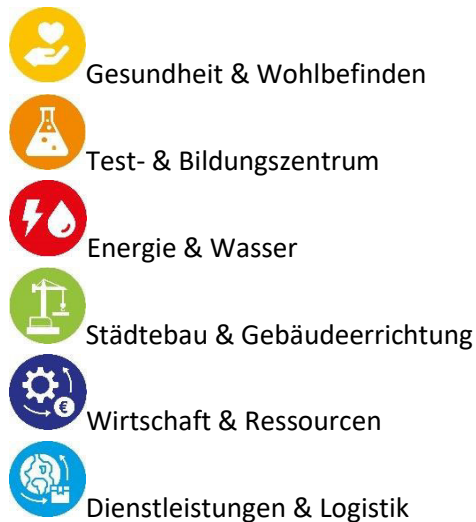 Gesundheit & Wohlbefinden
Test- & Bildungszentrum
Energie & Wasser
Städtebau & Gebäudeerrichtung
€
Wirtschaft & Ressourcen
Dienstleistungen & Logistik